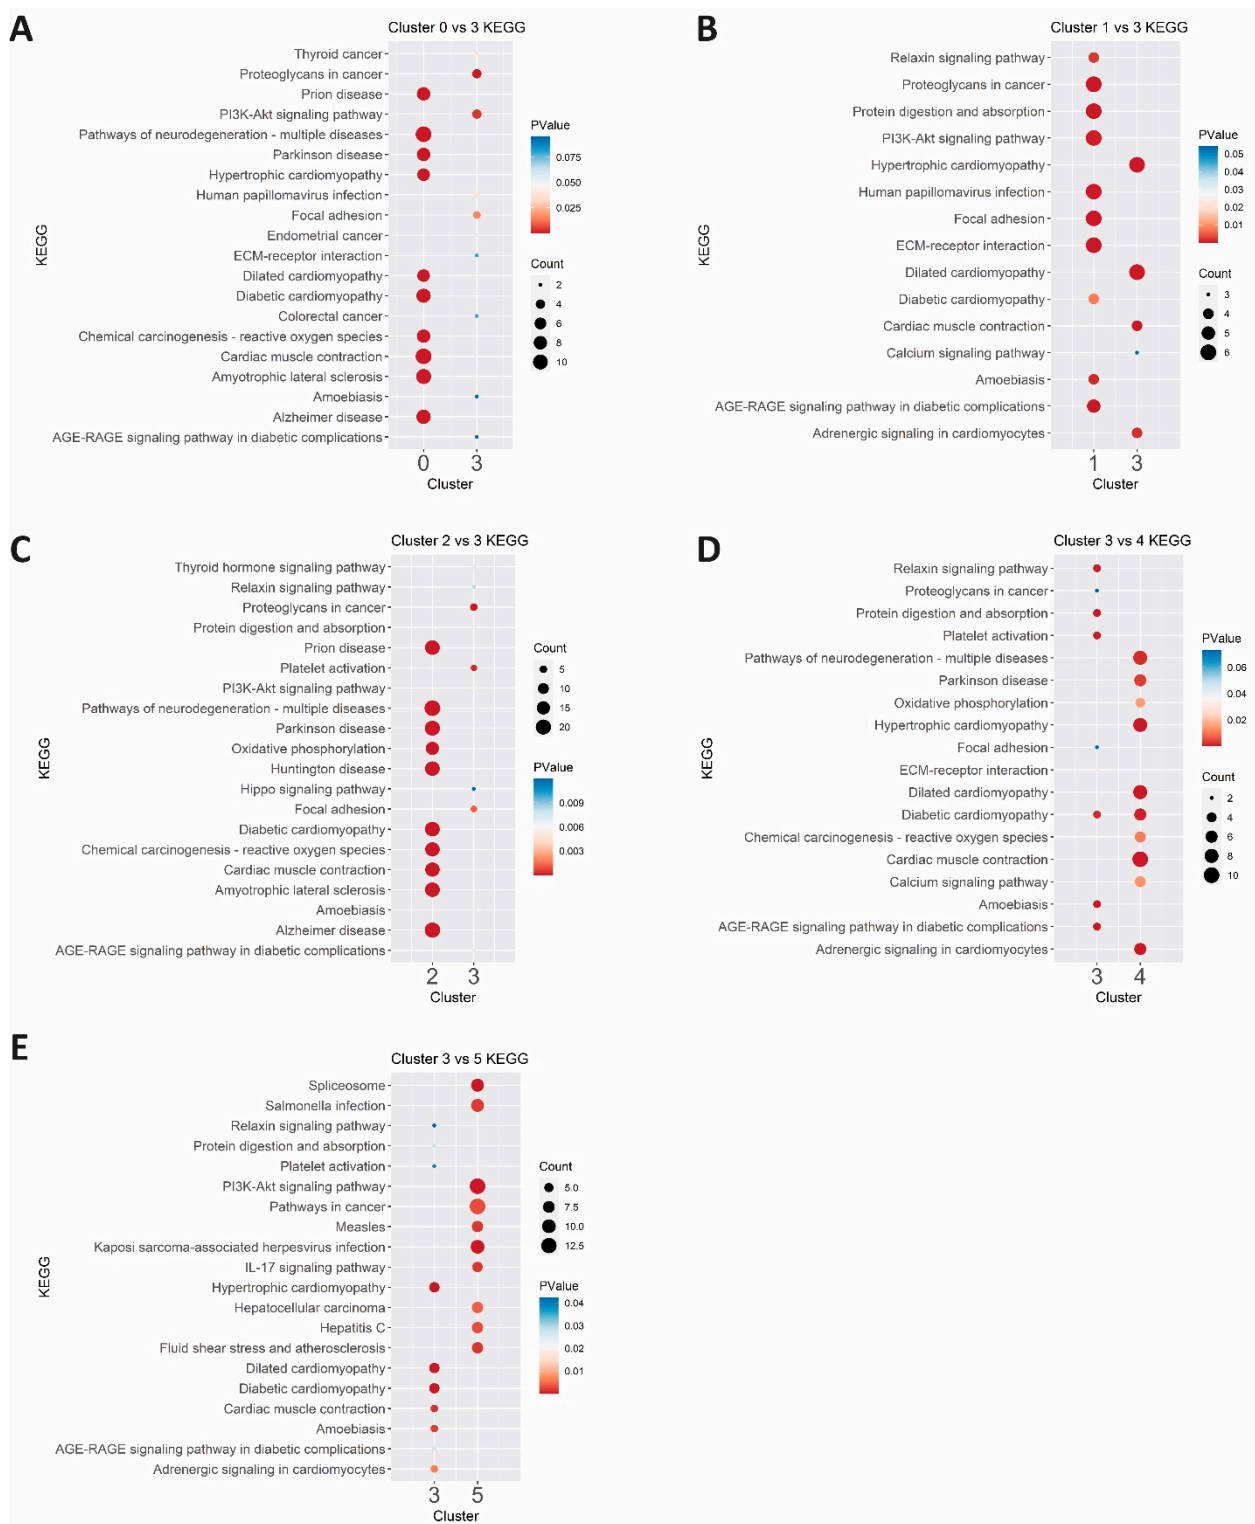 A
Cluster 0 vs 3 KEGG
Thyroid cancer
Proteoglycans in cancer
Prion disease
PI3K-Akt signaling pathway
Pathways of neurodegeneration - multiple diseases
Parkinson disease
Hypertrophic cardiomyopathy
Human papillomavirus infection
Focal adhesion
Endometrial cancer
ECM-receptor interaction
Dilated cardiomyopathy
Diabetic cardiomyopathy
Colorectal cancer
Chemical carcinogenesis - reactive oxygen species
Cardiac muscle contraction
Amyotrophic lateral sclerosis
Amoebiasis
Alzheimer disease
AGE-RAGE signaling pathway in diabetic complications
KEGG
0 3
Cluster
PValue
0.075
0.050
0.025
Count
2
4
6
8
10
B
Cluster 1 vs 3 KEGG
Relaxin signaling pathway
Proteoglycans in cancer
Protein digestion and absorption
PI3K-Akt signaling pathway
Hypertrophic cardiomyopathy
Human papillomavirus infection
Focal adhesion
ECM-receptor interaction
Dilated cardiomyopathy
Diabetic cardiomyopathy
Cardiac muscle contraction
Calcium signaling pathway
Amoebiasis
AGE-RAGE signaling pathway in diabetic complications
Adrenergic signaling in cardiomyocytes
KEGG
1 3
Cluster
PValue
0.05
0.04
0.03
0.02
0.01
Count
3
4
5
6
C
Cluster 2 vs 3 KEGG
Thyroid hormone signaling pathway
Relaxin signaling pathway
Proteoglycans in cancer
Protein digestion and absorption
Prion disease
Platelet activation
PI3K-Akt signaling pathway
Pathways of neurodegeneration - multiple diseases
Parkinson disease
Oxidative phosphorylation
Huntington disease
Hippo signaling pathway
Focal adhesion
Diabetic cardiomyopathy
Chemical carcinogenesis - reactive oxygen species
Cardiac muscle contraction
Amyotrophic lateral sclerosis
Amoebiasis
Alzheimer disease
AGE-RAGE signaling pathway in diabetic complications
KEGG
2 3
Cluster
Count
5
10
15
20
PValue
0.009
0.006
0.003
D
Cluster 3 vs 4 KEGG
Relaxin signaling pathway
Proteoglycans in cancer
Protein digestion and absorption
Platelet activation
Pathways of neurodegeneration - multiple diseases
Parkinson disease
Oxidative phosphorylation
Hypertrophic cardiomyopathy
Focal adhesion
ECM-receptor interaction
Dilated cardiomyopathy
Diabetic cardiomyopathy
Chemical carcinogenesis - reactive oxygen species
Cardiac muscle contraction
Calcium signaling pathway
Amoebiasis
AGE-RAGE signaling pathway in diabetic complications
Adrenergic signaling in cardiomyocytes
KEGG
3 4
Cluster
PValue
0.06
0.04
0.02
Count
2
4
6
8
10
E
Cluster 3 vs 5 KEGG
Spliceosome
Salmonella infection
Relaxin signaling pathway
Protein digestion and absorption
Platelet activation
PI3K-Akt signaling pathway
Pathways in cancer
Measles
Kaposi sarcoma-associated herpesvirus infection
IL-17 signaling pathway
Hypertrophic cardiomyopathy
Hepatocellular carcinoma
Hepatitis C
Fluid shear stress and atherosclerosis
Dilated cardiomyopathy
Diabetic cardiomyopathy
Cardiac muscle contraction
Amoebiasis
AGE-RAGE signaling pathway in diabetic complications
Adrenergic signaling in cardiomyocytes
KEGG
3 5
Cluster
Count
5.0
7.5
10.0
12.5
PValue
0.04
0.03
0.02
0.01